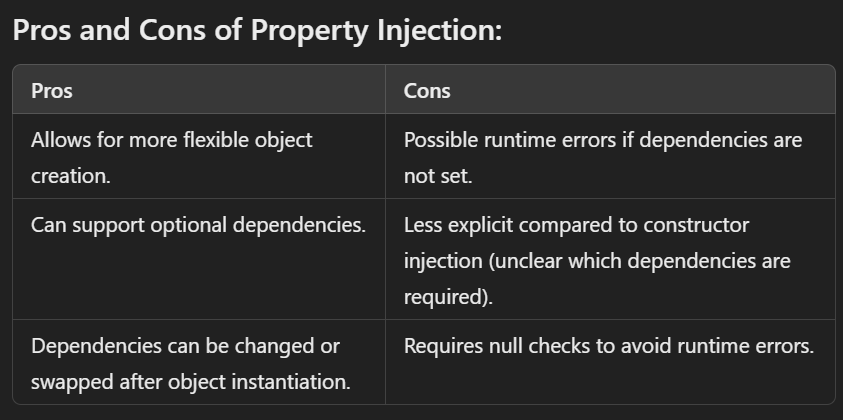 Pros and Cons of Property Injection:
Pros
Cons
Allows for more flexible object
creation.
Possible runtime errors if dependencies are
not set.
Can support optional dependencies.
Less explicit compared to constructor
injection (unclear which dependencies are
required).
Dependencies can be changed or
swapped after object instantiation.
Requires null checks to avoid runtime errors.